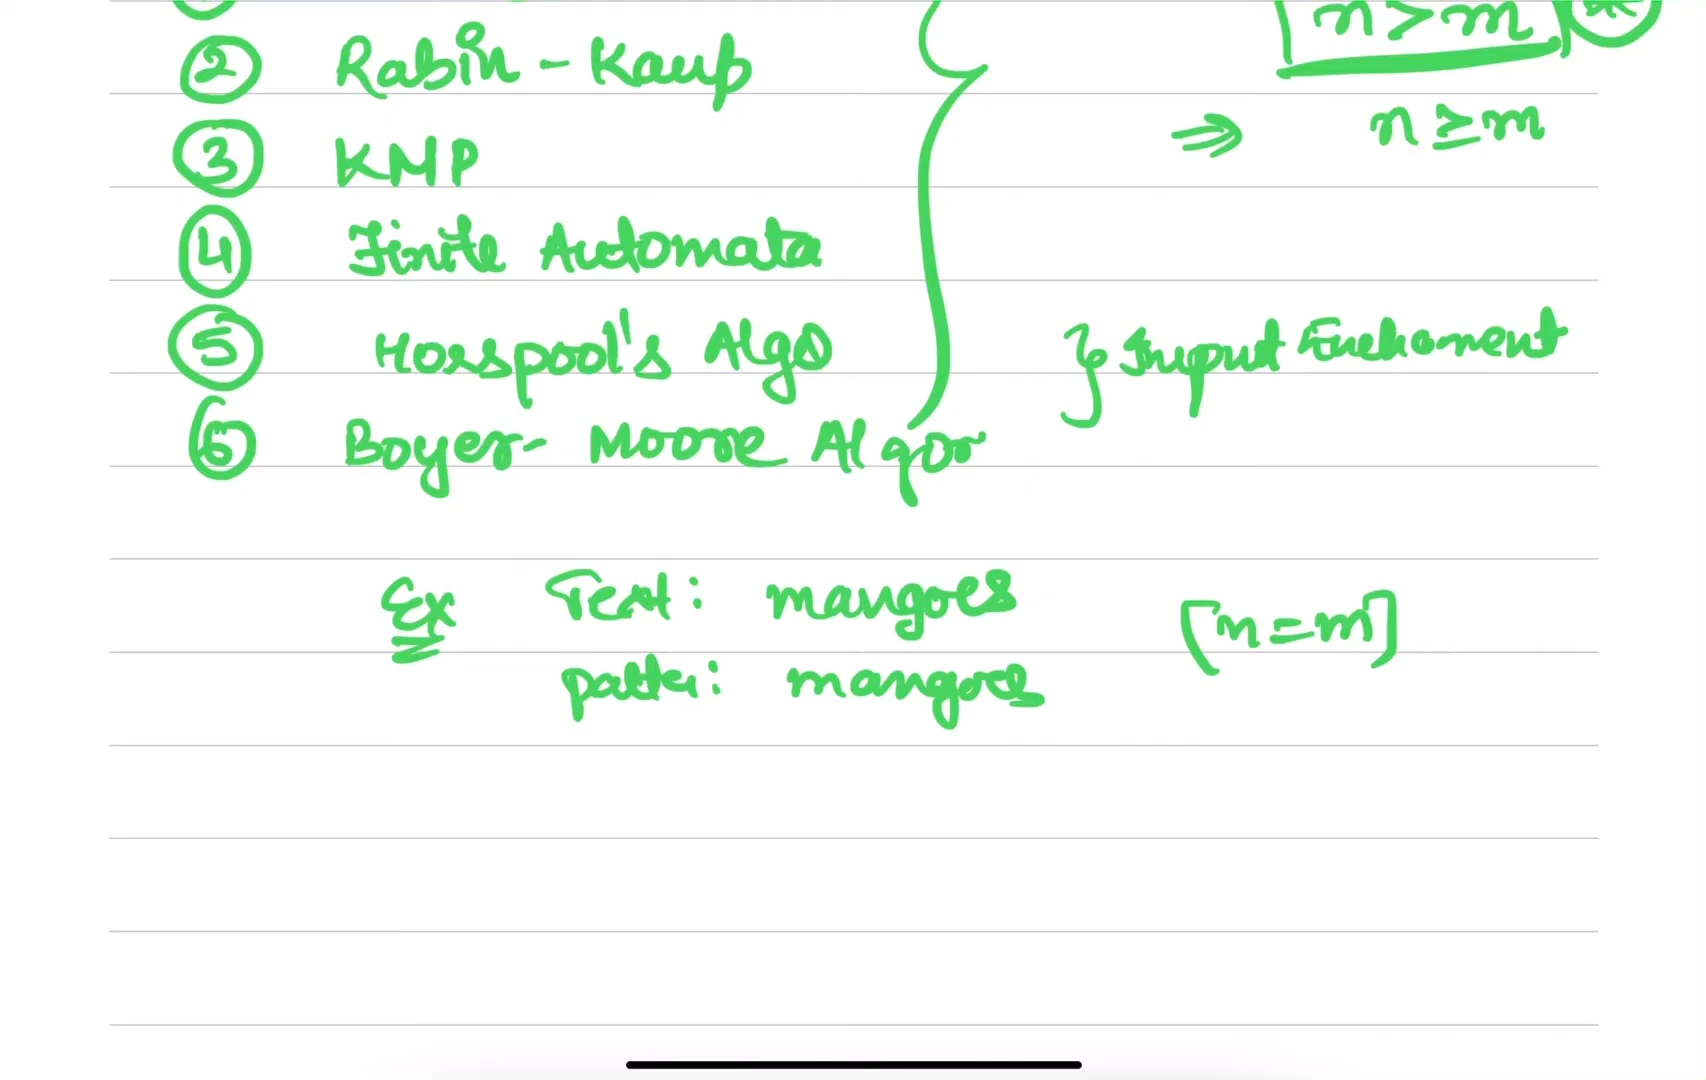 n>m
② Rabin - Karp
⇒ n ≥ m
③ KMP
④ Finite Automata
⑤ Horspool's Algo } Input Enchament
⑥ Boyer- Moore Algor
Ex Text: mangoes [n=m]
patter: mangoes